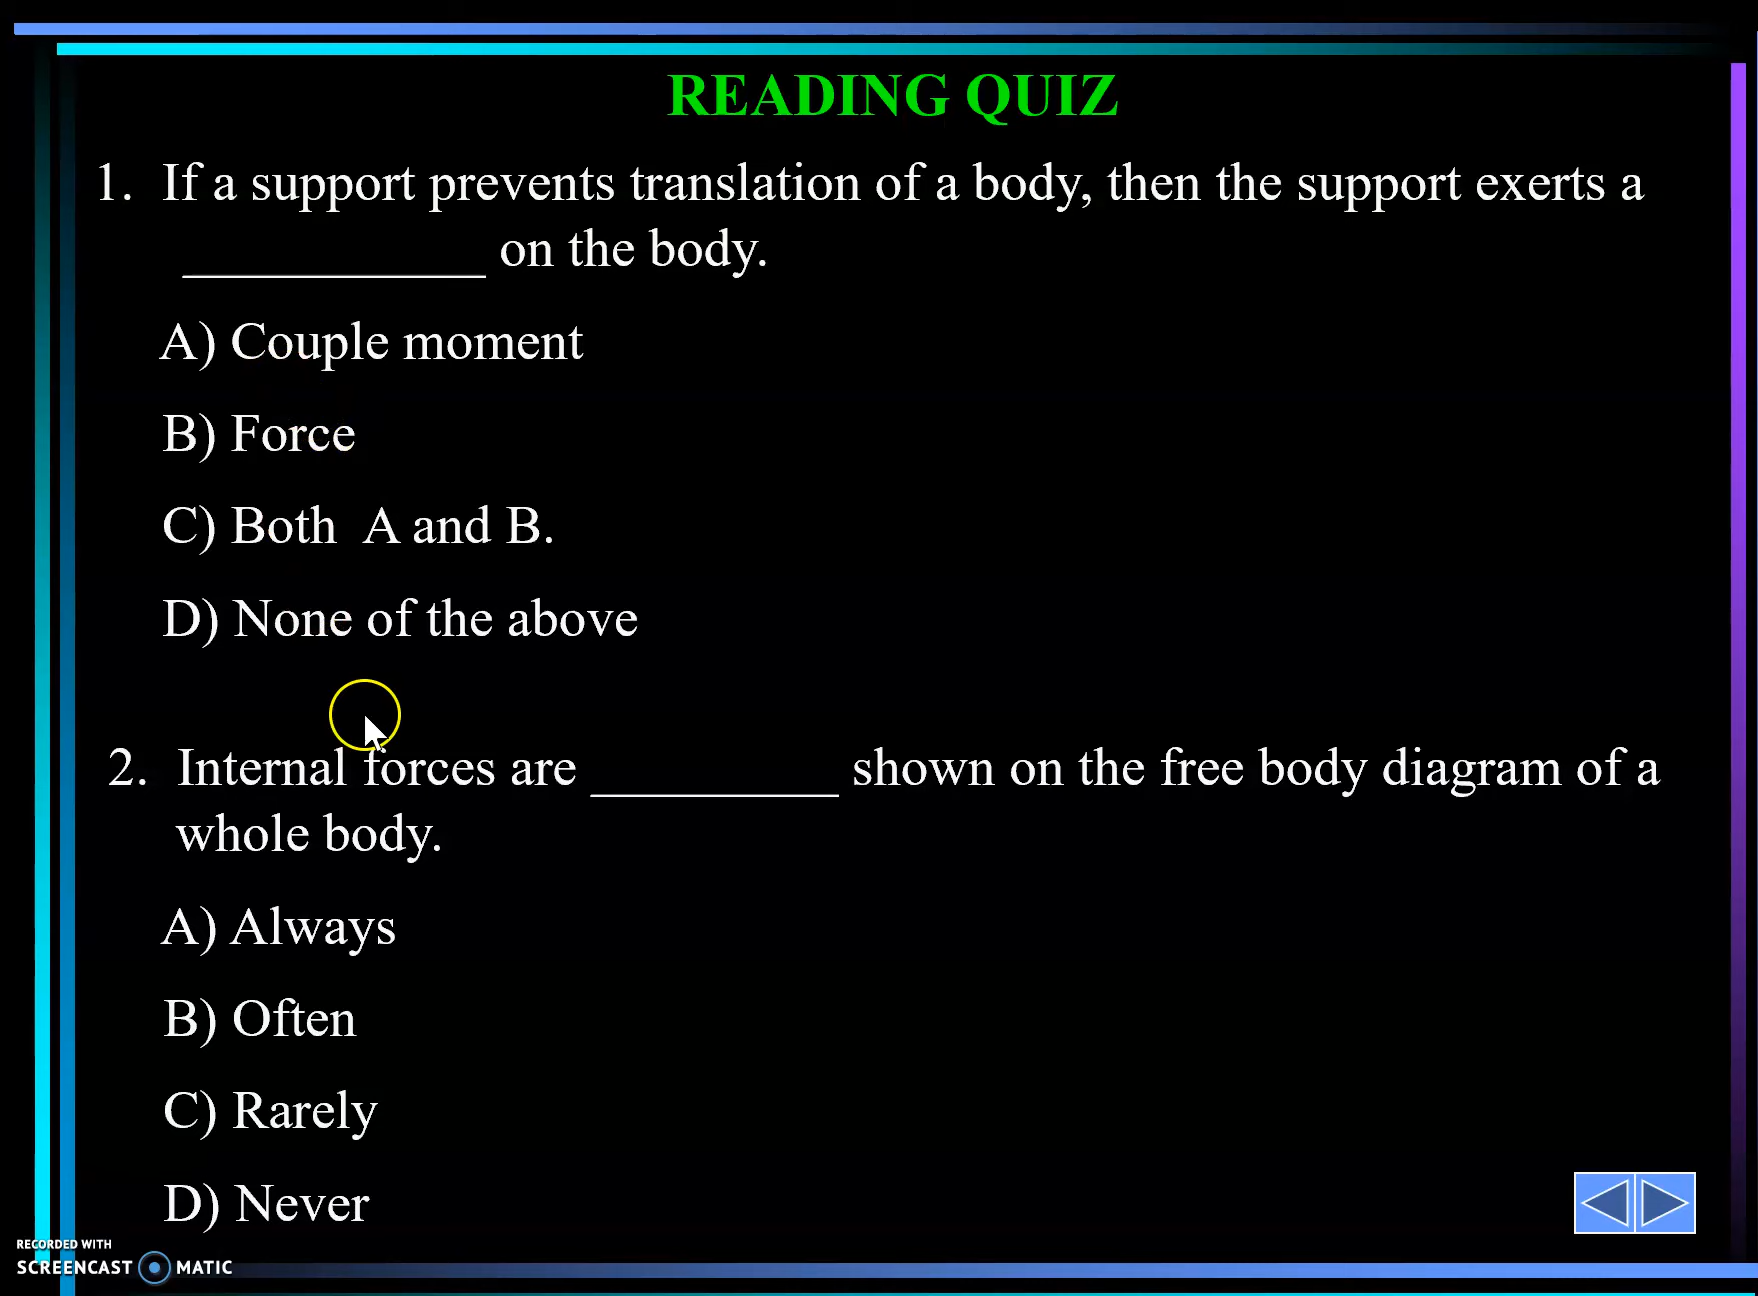 READING QUIZ
1. If a support prevents translation of a body, then the support exerts a
___________ on the body.
A) Couple moment
B) Force
C) Both A and B.
D) None of the above
2. Internal forces are _________ shown on the free body diagram of a
whole body.
A) Always
B) Often
C) Rarely
D) Never
RECORDED WITH
SCREENCAST MATIC